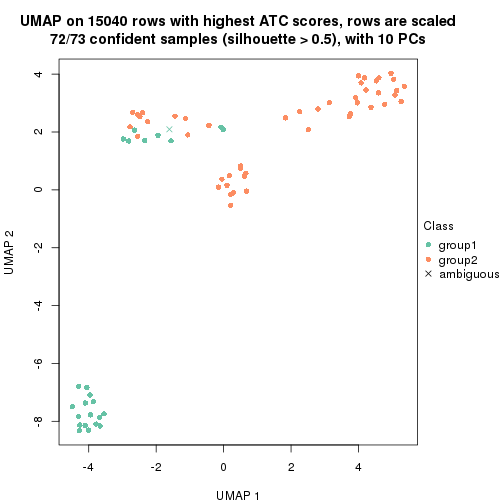 UMAP on 15040 rows with highest ATC scores, rows are scaled
72/73 confident samples (silhouette > 0.5), with 10 PCs
4
2
0
-2
-4
-6
-8
UMAP 2
-4
-2
0
2
4
UMAP 1
Class
group1
group2
ambiguous